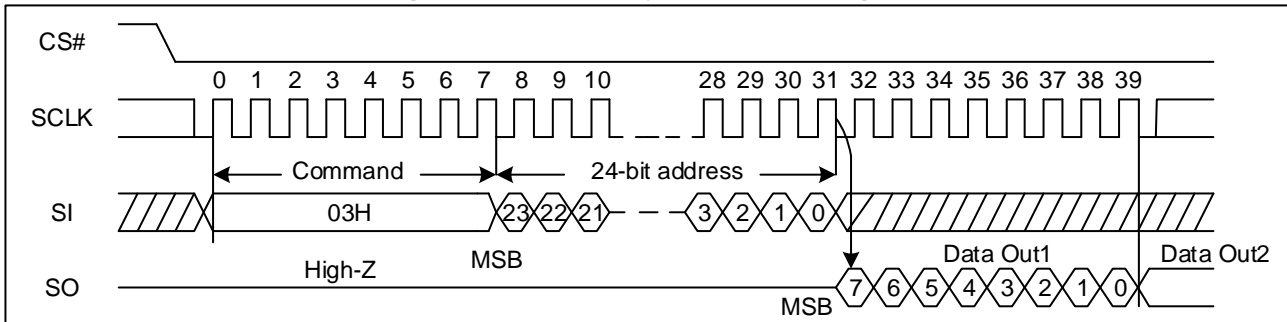 CS#
0 1 2 3 4 5 6 7 8 9 10 28 29 30 31 32 33 34 35 36 37 38 39
SCLK
Command 24-bit address
SI 03H 23 22 21 3 2 1 0
High-Z MSB Data Out1 Data Out2
SO MSB 7 6 5 4 3 2 1 0